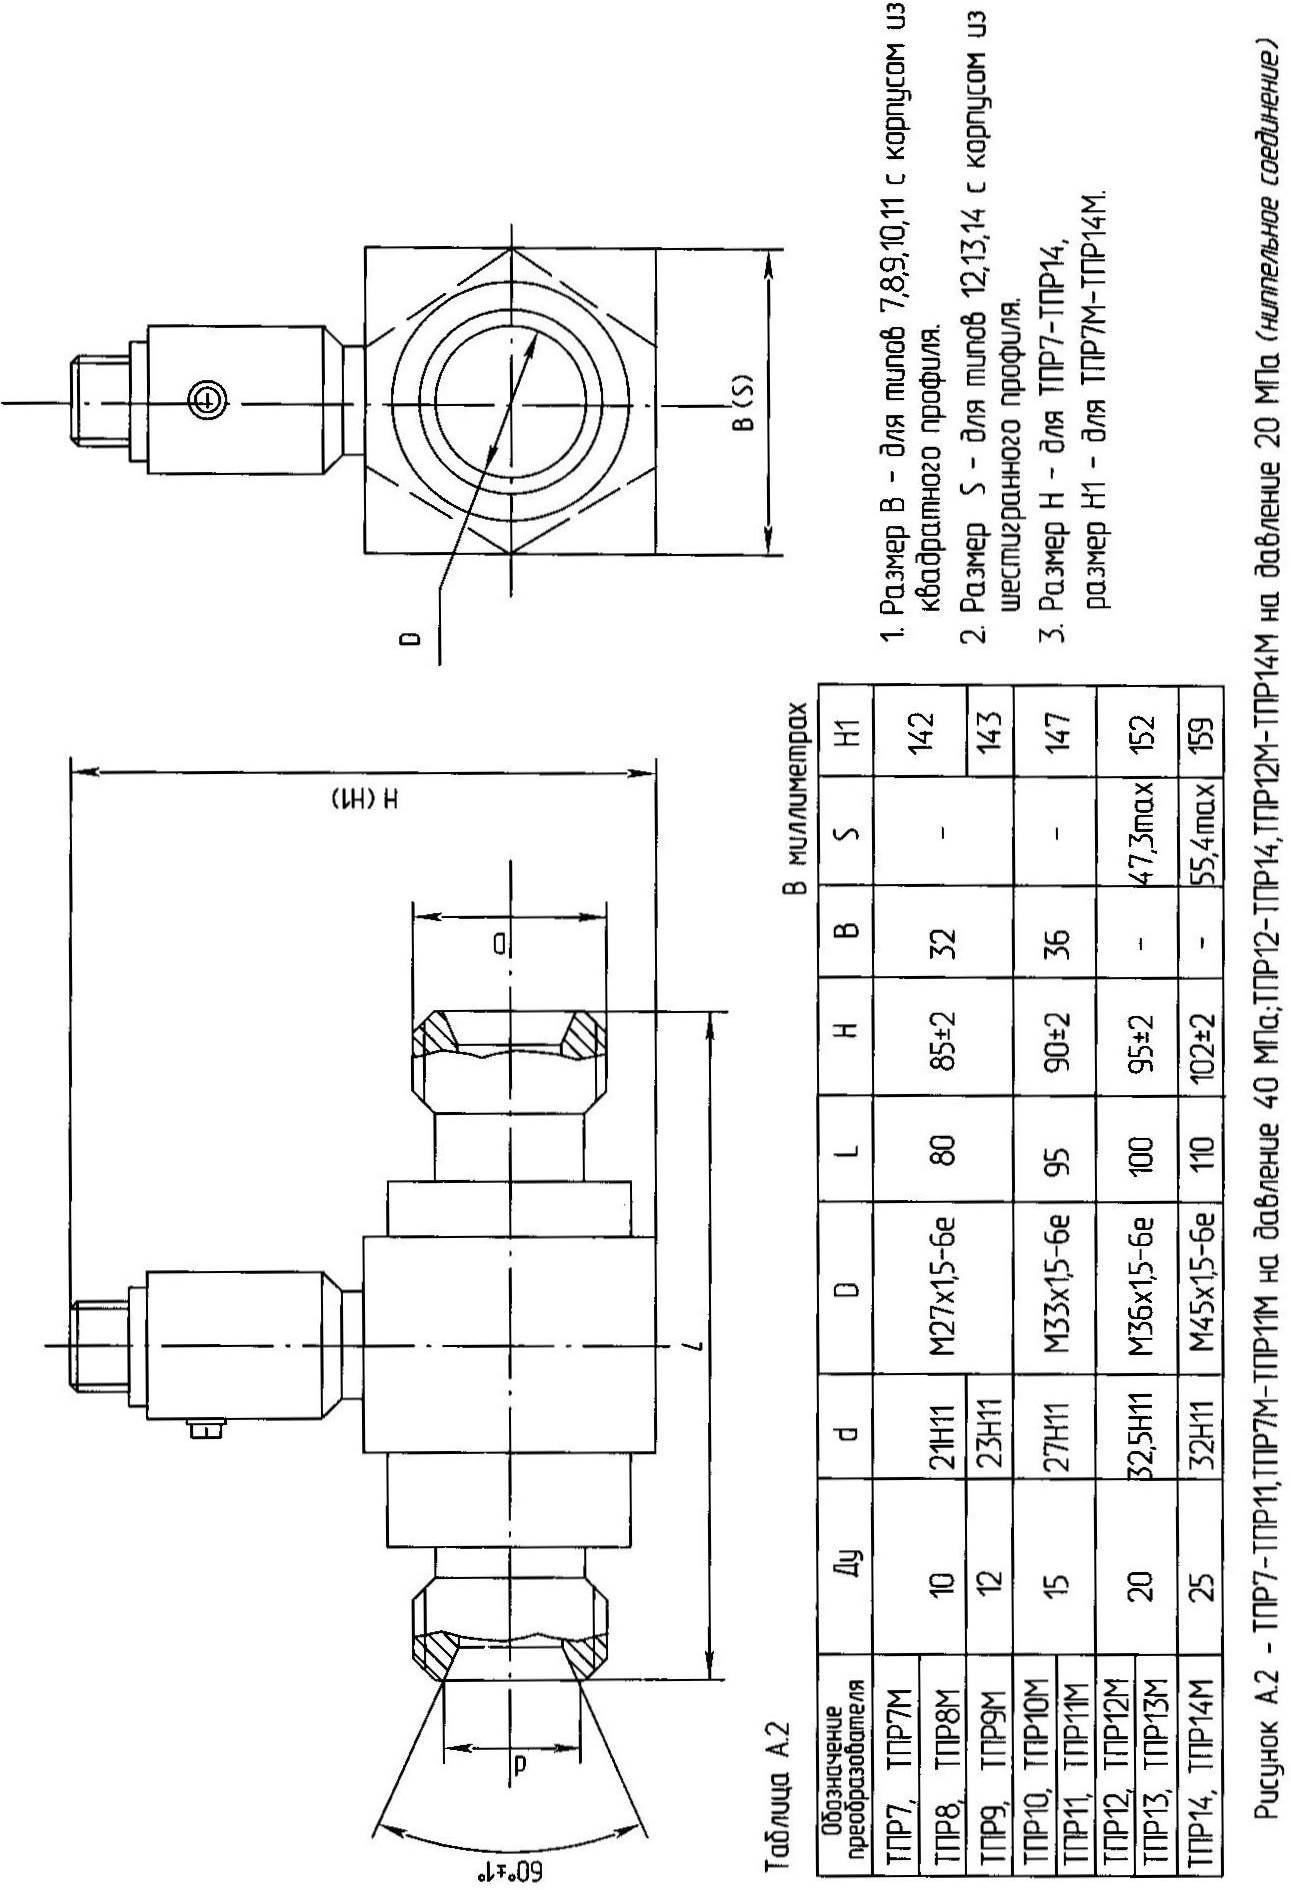 H (H1)
60°±1°
d
D
L
D
B (S)
Таблица А.2
В миллиметрах
Обозначение преобразователя Ду d D L H B S H1
ТПР7, ТПР7М
ТПР8, ТПР8М 10 21Н11 М27х1,5-6е 80 85±2 32 – 142
ТПР9, ТПР9М 12 23Н11 143
ТПР10, ТПР10М
ТПР11, ТПР11М 15 27Н11 М33х1,5-6е 95 90±2 36 – 147
ТПР12, ТПР12М
ТПР13, ТПР13М 20 32,5Н11 М36х1,5-6е 100 95±2 – 47,3max 152
ТПР14, ТПР14М 25 32Н11 М45х1,5-6е 110 102±2 – 55,4max 159
1. Размер В – для типов 7,8,9,10,11 с корпусом из
квадратного профиля.
2. Размер S – для типов 12,13,14 с корпусом из
шестигранного профиля.
3. Размер Н – для ТПР7-ТПР14,
размер Н1 – для ТПР7М-ТПР14М.
Рисунок А.2 – ТПР7-ТПР11,ТПР7М-ТПР11М на давление 40 МПа;ТПР12-ТПР14,ТПР12М-ТПР14М на давление 20 МПа (ниппельное соединение)